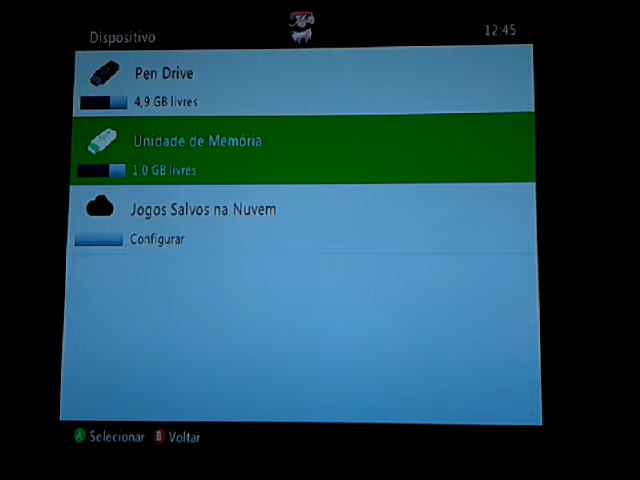 Dispositivo
12:45
Pen Drive
4,9 GB livres
Unidade de Memória
1,0 GB livres
Jogos Salvos na Nuvem
Configurar
A Selecionar B Voltar